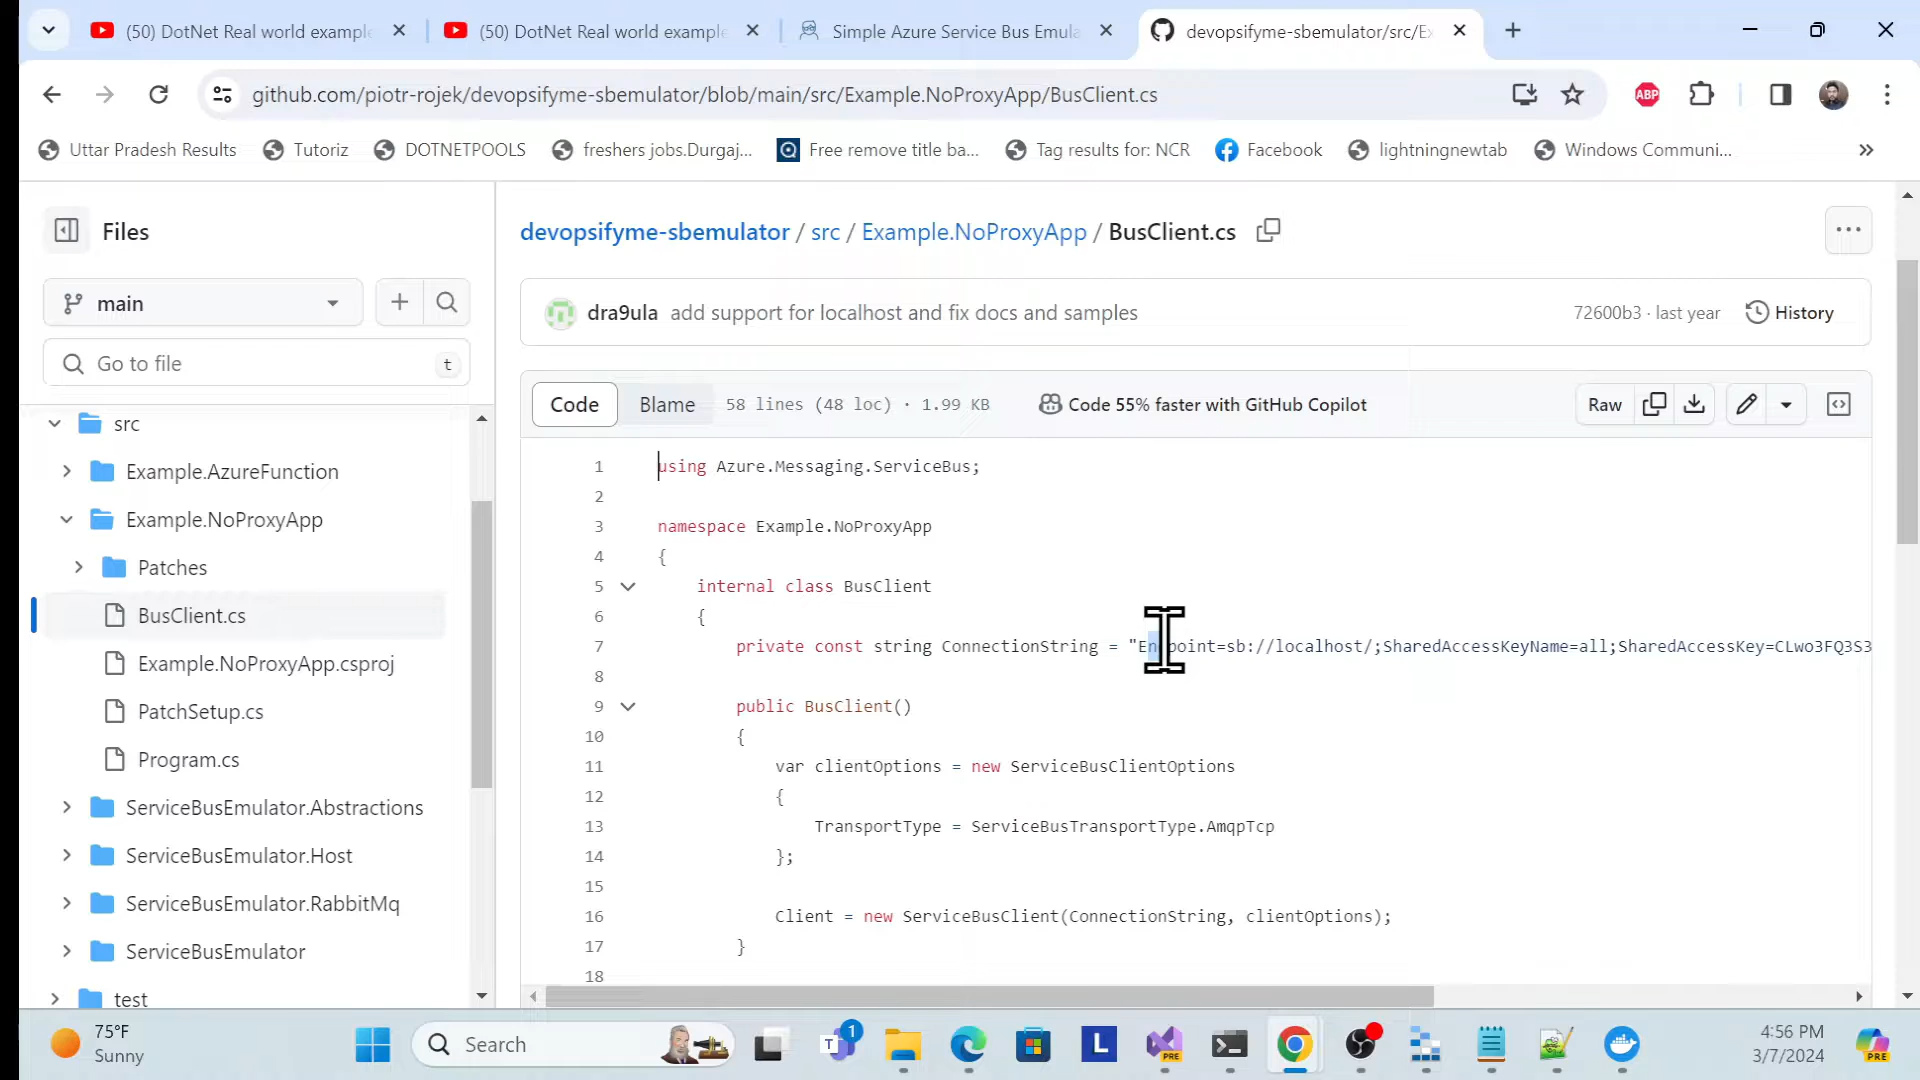 (50) DotNet Real world example
(50) DotNet Real world example
Simple Azure Service Bus Emula
devopsifyme-sbemulator/src/Ex
github.com/piotr-rojek/devopsifyme-sbemulator/blob/main/src/Example.NoProxyApp/BusClient.cs
ABP
Uttar Pradesh Results
Tutoriz
DOTNETPOOLS
freshers jobs.Durgaj...
Free remove title ba...
Tag results for: NCR
Facebook
lightningnewtab
Windows Communi...
Files
main
Go to file
t
src
Example.AzureFunction
Example.NoProxyApp
Patches
BusClient.cs
Example.NoProxyApp.csproj
PatchSetup.cs
Program.cs
ServiceBusEmulator.Abstractions
ServiceBusEmulator.Host
ServiceBusEmulator.RabbitMq
ServiceBusEmulator
test
devopsifyme-sbemulator / src / Example.NoProxyApp / BusClient.cs
dra9ula add support for localhost and fix docs and samples
72600b3 · last year
History
Code
Blame
58 lines (48 loc) · 1.99 KB
Code 55% faster with GitHub Copilot
Raw
1 using Azure.Messaging.ServiceBus;
2
3 namespace Example.NoProxyApp
4 {
5 internal class BusClient
6 {
7 private const string ConnectionString = "Endpoint=sb://localhost/;SharedAccessKeyName=all;SharedAccessKey=CLwo3FQ3S3
8
9 public BusClient()
10 {
11 var clientOptions = new ServiceBusClientOptions
12 {
13 TransportType = ServiceBusTransportType.AmqpTcp
14 };
15
16 Client = new ServiceBusClient(ConnectionString, clientOptions);
17 }
18
75°F
Sunny
Search
T
1
L
PRE
4:56 PM
3/7/2024
PRE